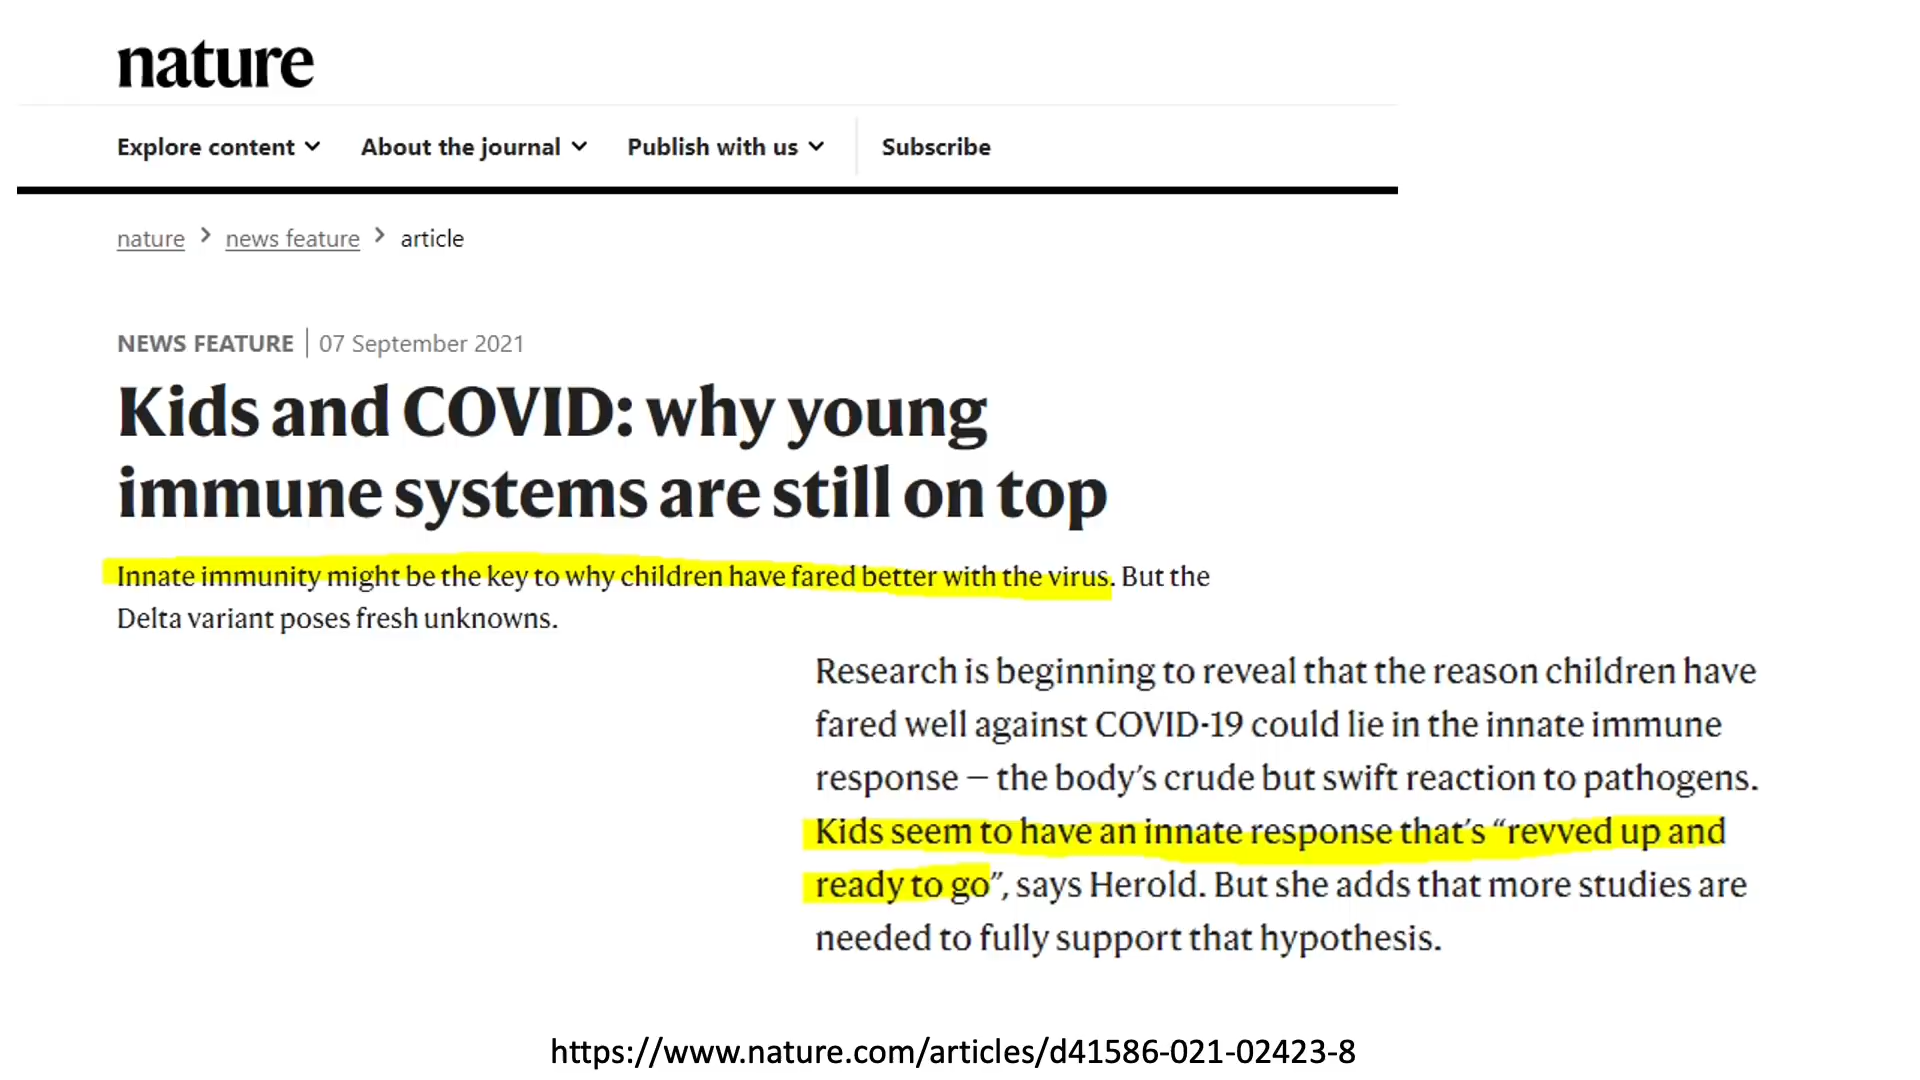 nature
Explore content About the journal Publish with us Subscribe
nature > news feature > article
NEWS FEATURE | 07 September 2021
Kids and COVID: why young
immune systems are still on top
Innate immunity might be the key to why children have fared better with the virus. But the
Delta variant poses fresh unknowns.
Research is beginning to reveal that the reason children have
fared well against COVID-19 could lie in the innate immune
response — the body’s crude but swift reaction to pathogens.
Kids seem to have an innate response that’s “revved up and
ready to go”, says Herold. But she adds that more studies are
needed to fully support that hypothesis.
https://www.nature.com/articles/d41586-021-02423-8